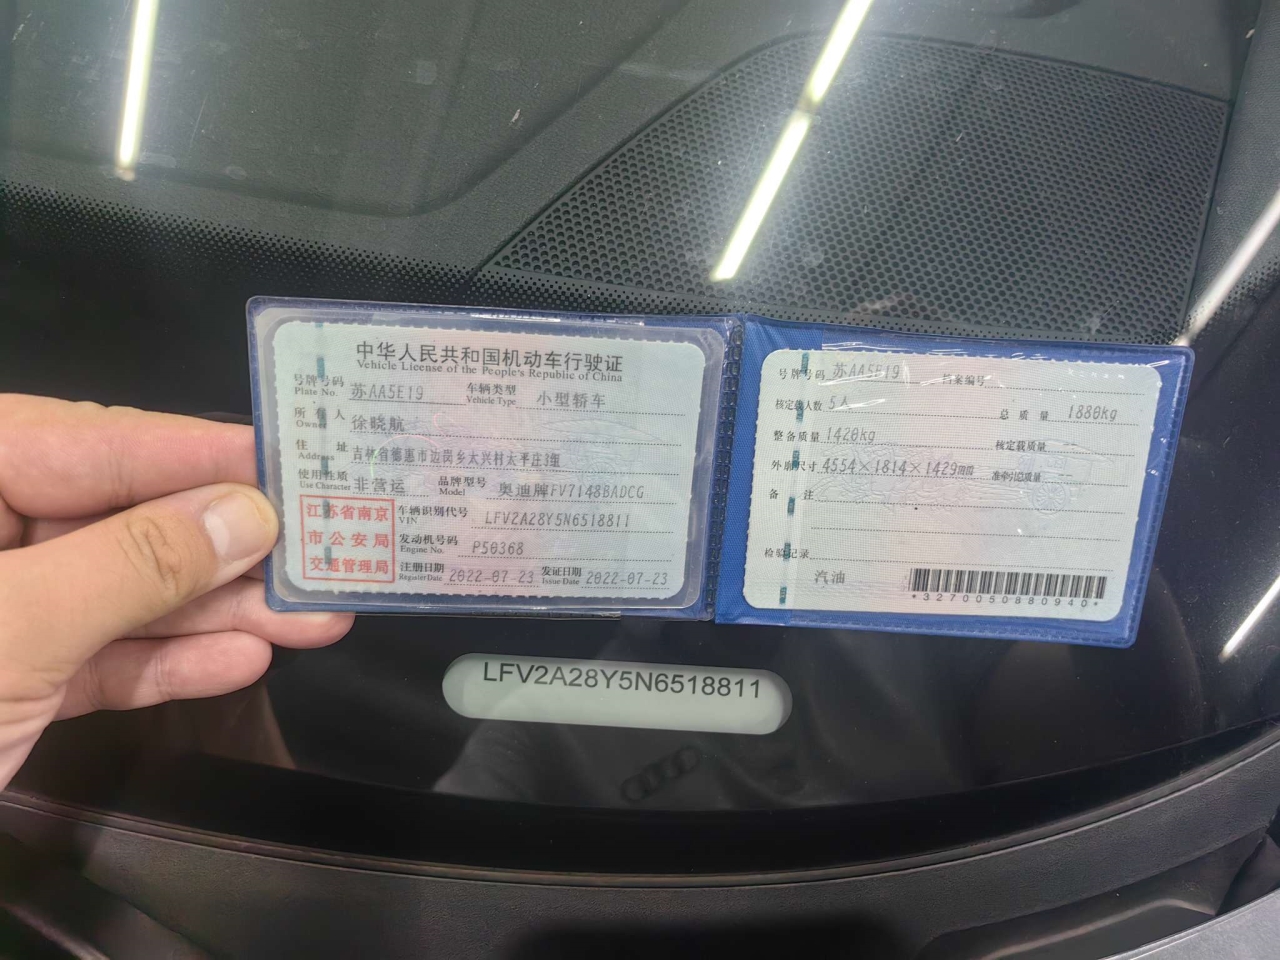 中华人民共和国机动车行驶证
Vehicle License of the People's Republic of China
号牌号码 苏AA5E19 车辆类型 小型轿车
Plate No. Vehicle Type
所有人 徐晓航
Owner
住址 吉林省德惠市边岗乡太兴村太平庄3组
Address
使用性质 非营运 品牌型号 奥迪牌FV7148BADCG
Use Character Model
江苏省南京
市公安局
交通管理局
车辆识别代号 LFV2A28Y5N6518811
VIN
发动机号码 P50368
Engine No.
注册日期 2022-07-23 发证日期 2022-07-23
Register Date Issue Date
号牌号码 苏AA5E19 档案编号
核定载人数 5人 总质量 1880kg
整备质量 1420kg 核定载质量 --
外廓尺寸 4554×1814×1429mm 准牵引总质量 --
备注
检验记录
汽油
*3270050880940*
LFV2A28Y5N6518811